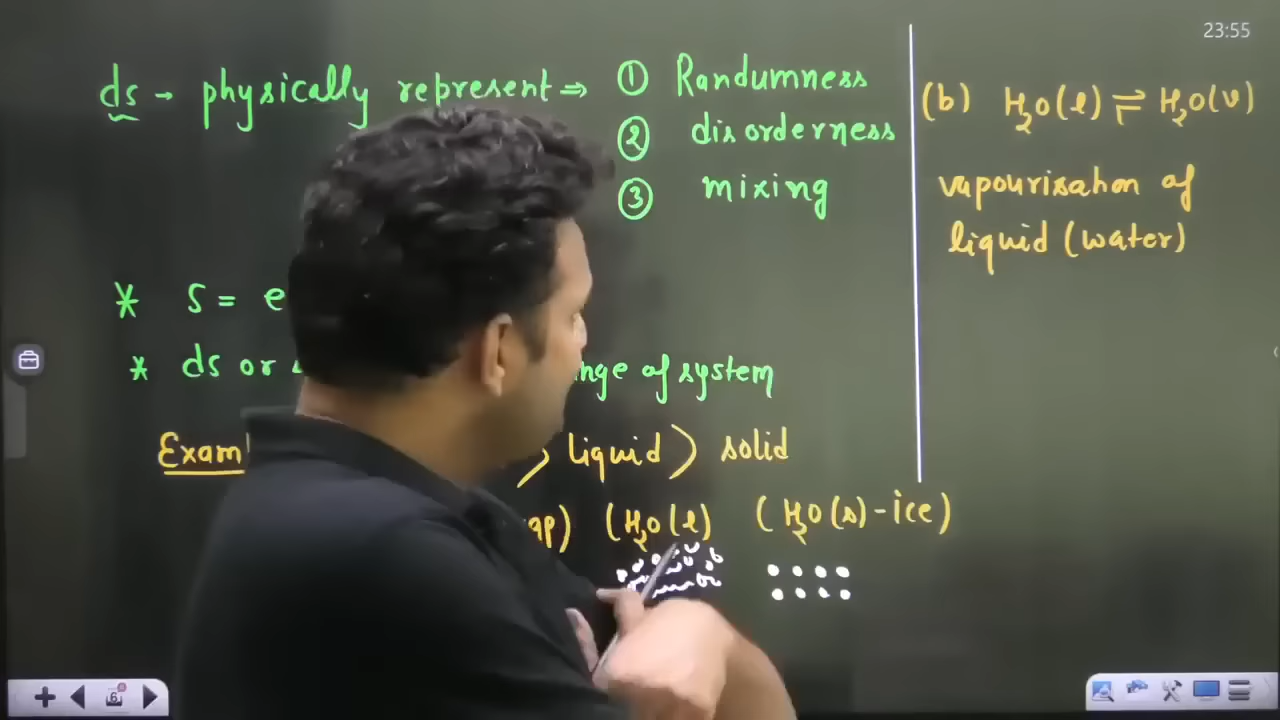 23:55
ds - physically represent ⇒ ① Randumness
② disorderness
③ mixing
* S = e
* ds or
nge of system
Exam
> liquid > solid
ap) (H₂O(l) (H₂O(s)-ice)
(b) H₂O(l) ⇌ H₂O(v)
vapourisation of
liquid (water)